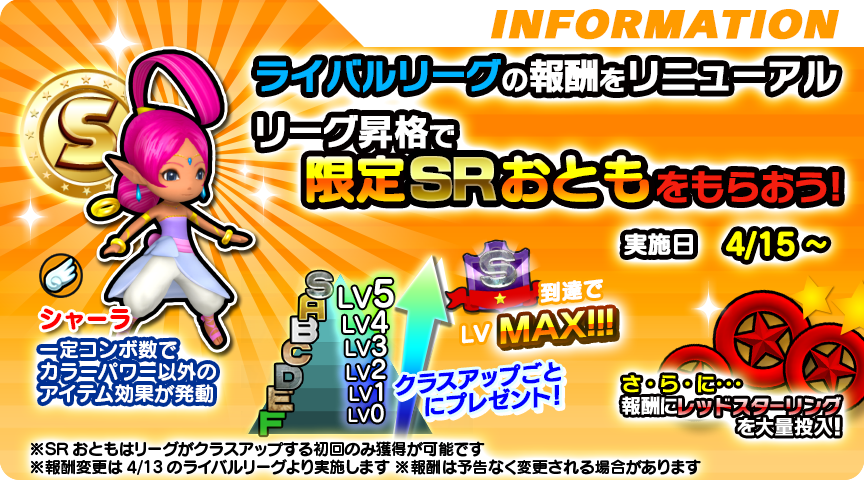 INFORMATION
ライバルリーグの報酬をリニューアル
リーグ昇格で
限定SRおともをもらおう!
実施日 4/15~
S
シャーラ
一定コンボ数で
カラーパワー以外の
アイテム効果が発動
S
A
B
C
D
E
F
LV5
LV4
LV3
LV2
LV1
LV0
S
到達で
LV MAX!!!
クラスアップごと
にプレゼント!
さ・ら・に…
報酬にレッドスターリング
を大量投入!
※SRおともはリーグがクラスアップする初回のみ獲得が可能です
※報酬変更は4/13のライバルリーグより実施します ※報酬は予告なく変更される場合があります